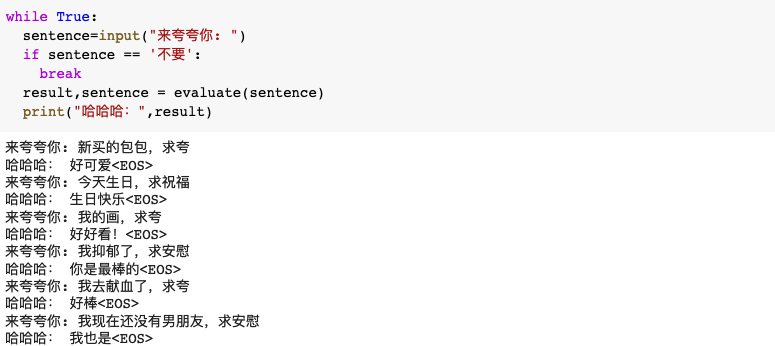 while True:
sentence=input("来夸夸你：")
if sentence == '不要':
break
result,sentence = evaluate(sentence)
print("哈哈哈：",result)
来夸夸你：新买的包包，求夸
哈哈哈： 好可爱<EOS>
来夸夸你：今天生日，求祝福
哈哈哈： 生日快乐<EOS>
来夸夸你：我的画，求夸
哈哈哈： 好好看！<EOS>
来夸夸你：我抑郁了，求安慰
哈哈哈： 你是最棒的<EOS>
来夸夸你：我去献血了，求夸
哈哈哈： 好棒<EOS>
来夸夸你：我现在还没有男朋友，求安慰
哈哈哈： 我也是<EOS>